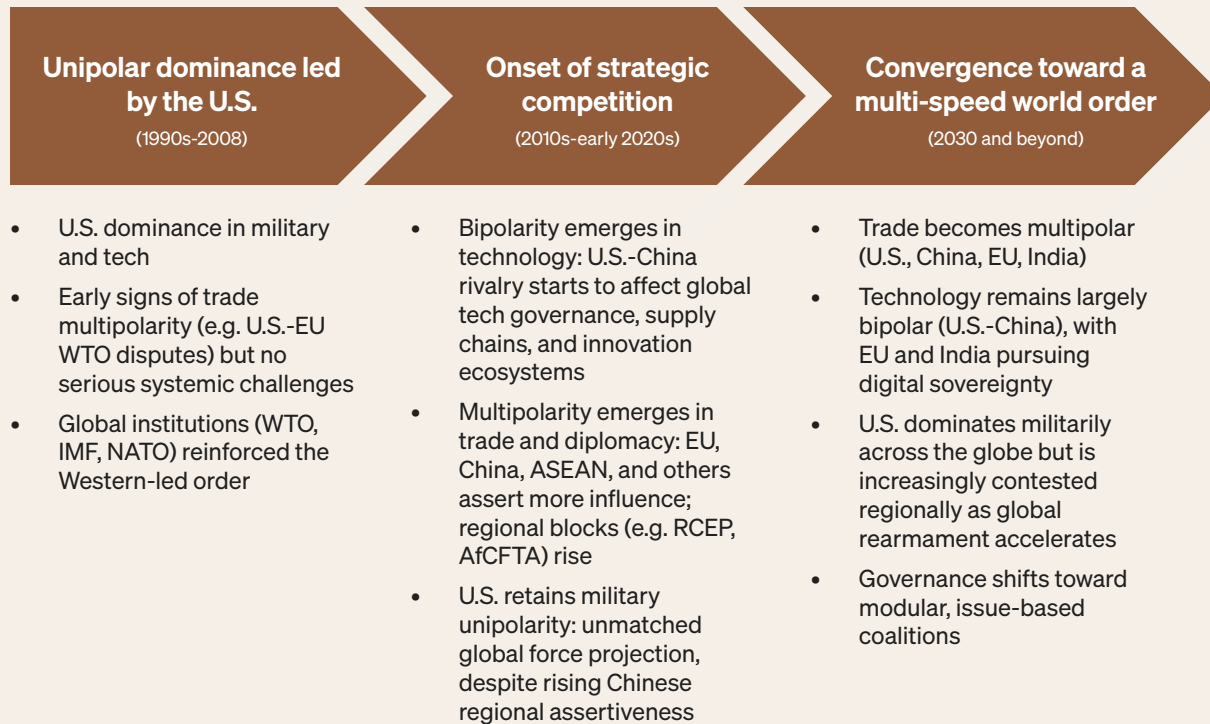 Unipolar dominance led
by the U.S.
(1990s-2008)
• U.S. dominance in military
and tech
• Early signs of trade
multipolarity (e.g. U.S.-EU
WTO disputes) but no
serious systemic challenges
• Global institutions (WTO,
IMF, NATO) reinforced the
Western-led order
Onset of strategic
competition
(2010s-early 2020s)
• Bipolarity emerges in
technology: U.S.-China
rivalry starts to affect global
tech governance, supply
chains, and innovation
ecosystems
• Multipolarity emerges in
trade and diplomacy: EU,
China, ASEAN, and others
assert more influence;
regional blocks (e.g. RCEP,
AfCFTA) rise
• U.S. retains military
unipolarity: unmatched
global force projection,
despite rising Chinese
regional assertiveness
Convergence toward a
multi-speed world order
(2030 and beyond)
• Trade becomes multipolar
(U.S., China, EU, India)
• Technology remains largely
bipolar (U.S.-China), with
EU and India pursuing
digital sovereignty
• U.S. dominates militarily
across the globe but is
increasingly contested
regionally as global
rearmament accelerates
• Governance shifts toward
modular, issue-based
coalitions